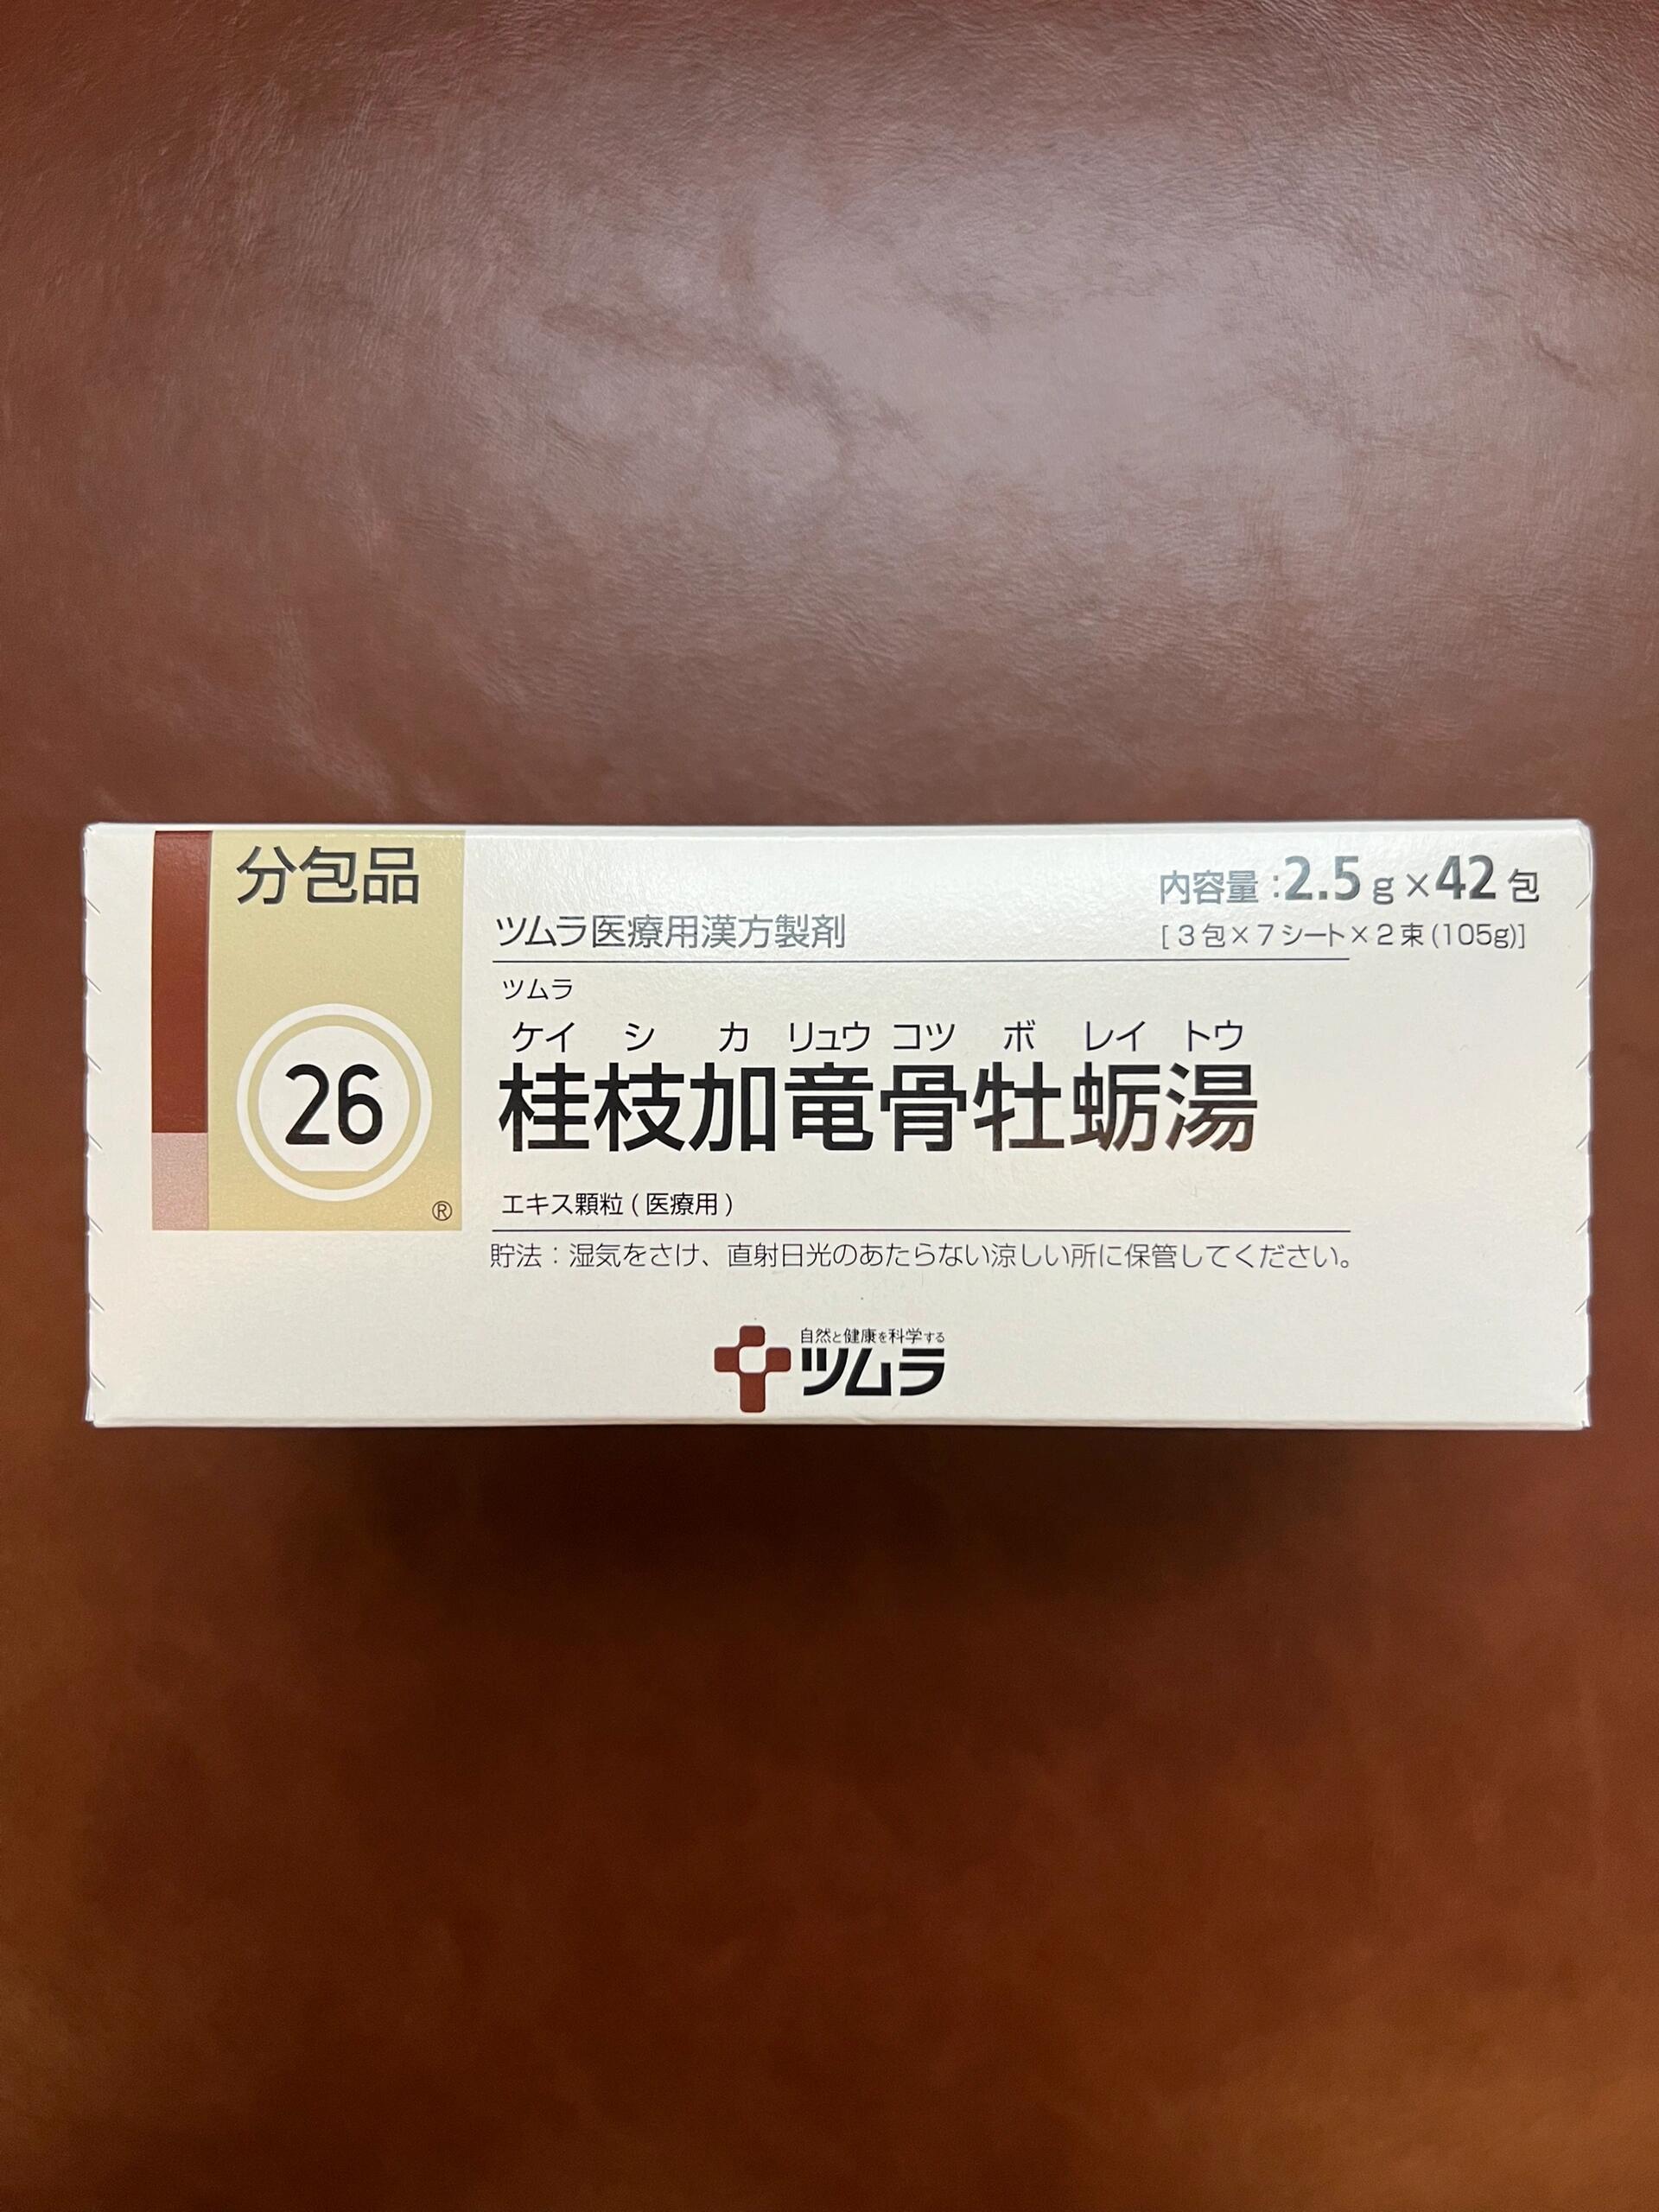 分包品
内容量:2.5g×42包
[3包×7シート×2束(105g)]
ツムラ医療用漢方製剤
ツムラ
ケイ シ カ リュウ コツ ボ レイ トウ
26
桂枝加竜骨牡蛎湯
®
エキス顆粒(医療用)
貯法：湿気をさけ、直射日光のあたらない涼しい所に保管してください。
自然と健康を科学する
ツムラ